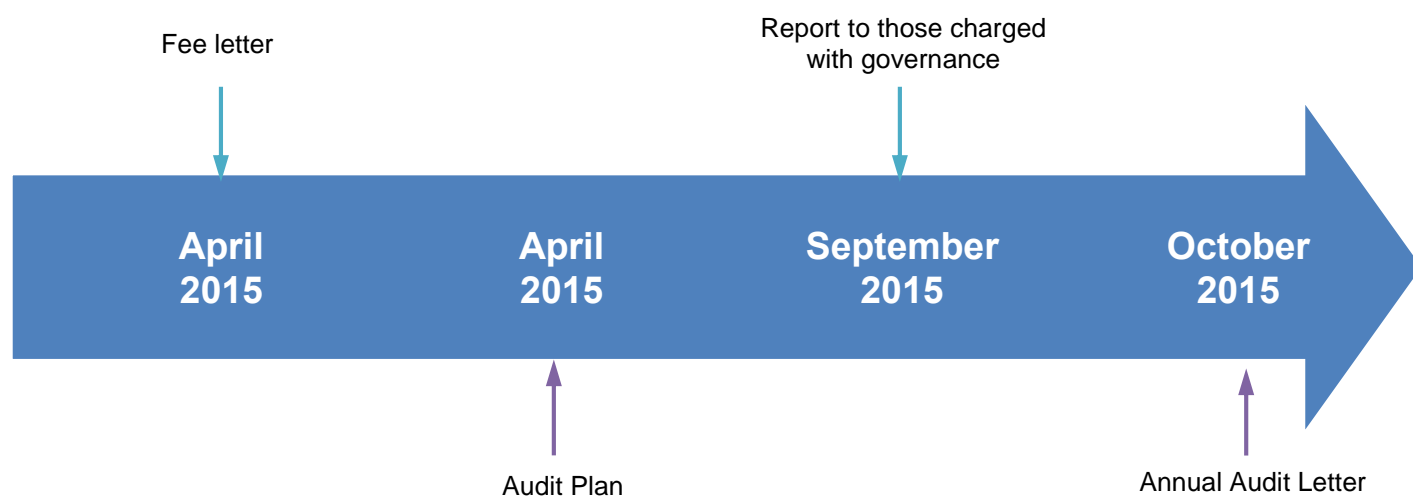 Fee letter
Report to those charged
with governance
April
2015
April
2015
September
2015
October
2015
Audit Plan
Annual Audit Letter